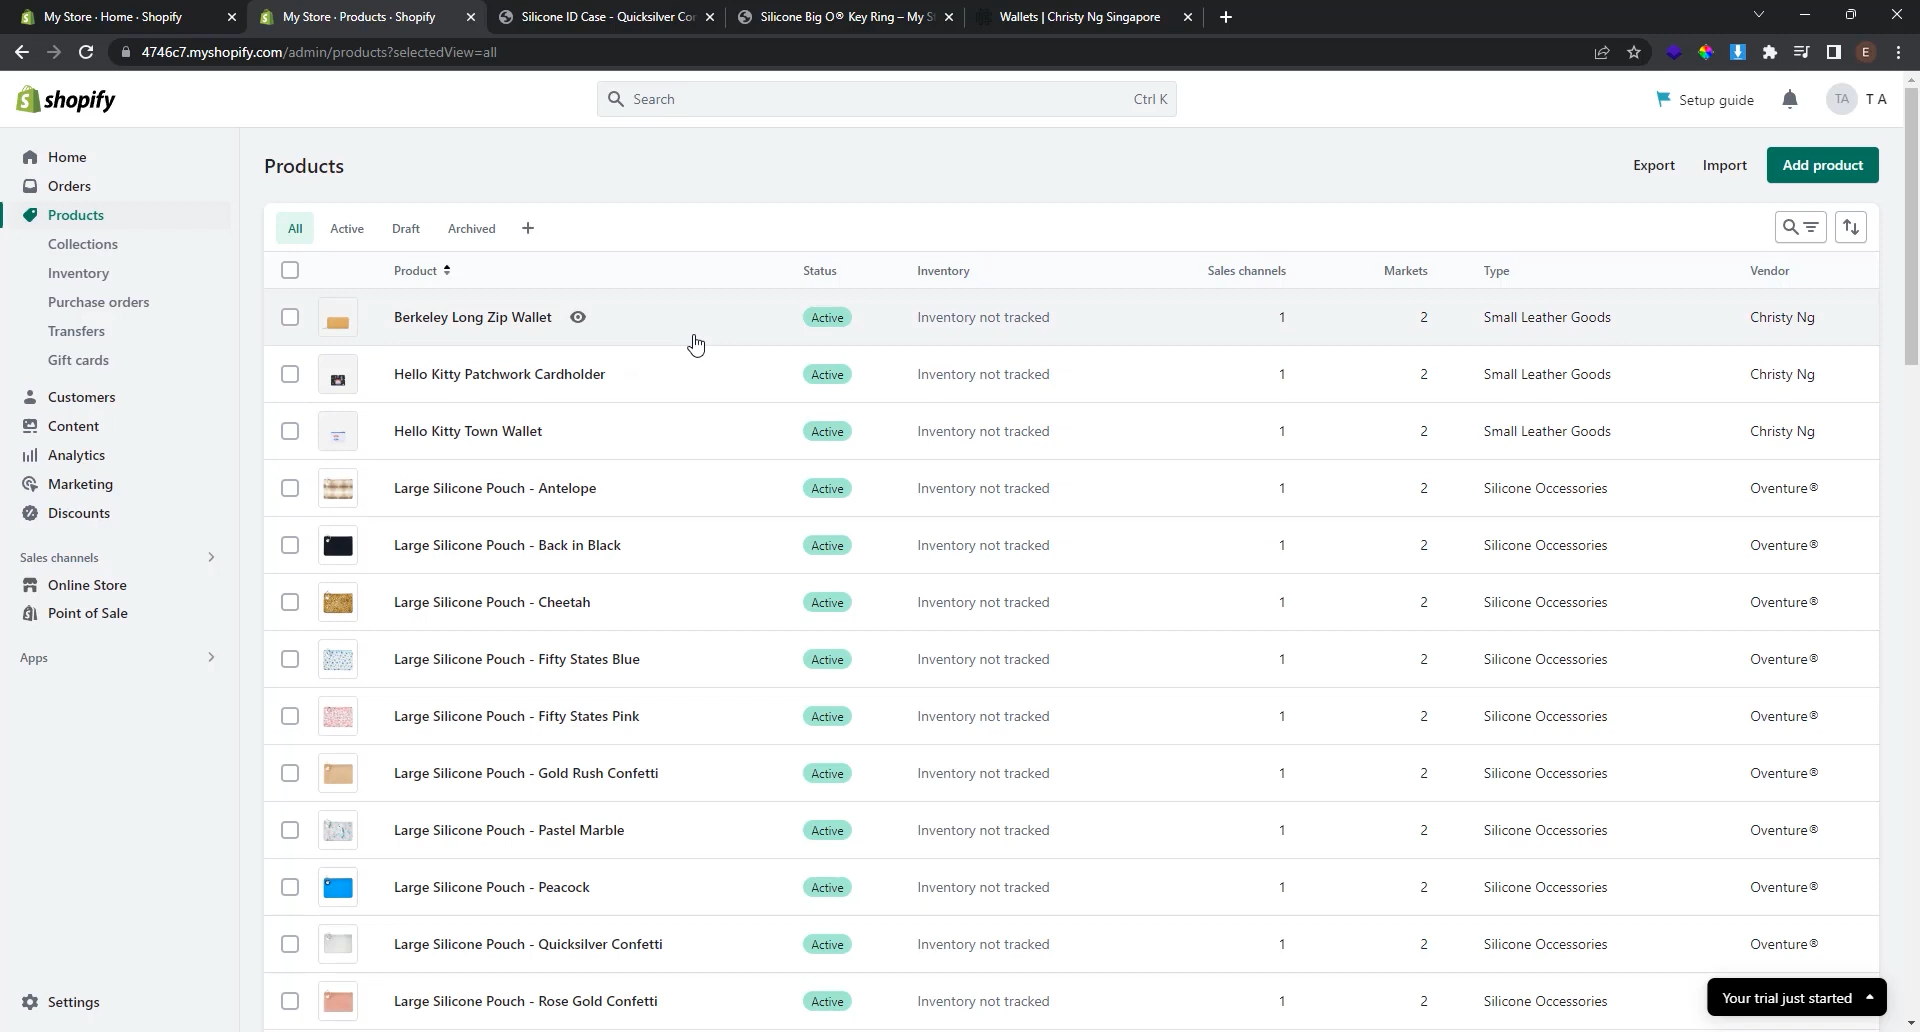 My Store · Home · Shopify
My Store · Products · Shopify
Silicone ID Case - Quicksilver Con
Silicone Big O® Key Ring – My St
Wallets | Christy Ng Singapore
4746c7.myshopify.com/admin/products?selectedView=all
E
shopify
Search
Ctrl K
Setup guide
TA
T A
Home
Orders
Products
Collections
Inventory
Purchase orders
Transfers
Gift cards
Customers
Content
Analytics
Marketing
Discounts
Sales channels
Online Store
Point of Sale
Apps
Settings
Products
Export Import Add product
All Active Draft Archived
Product Status Inventory Sales channels Markets Type Vendor
Berkeley Long Zip Wallet Active Inventory not tracked 1 2 Small Leather Goods Christy Ng
Hello Kitty Patchwork Cardholder Active Inventory not tracked 1 2 Small Leather Goods Christy Ng
Hello Kitty Town Wallet Active Inventory not tracked 1 2 Small Leather Goods Christy Ng
Large Silicone Pouch - Antelope Active Inventory not tracked 1 2 Silicone Occessories Oventure®
Large Silicone Pouch - Back in Black Active Inventory not tracked 1 2 Silicone Occessories Oventure®
Large Silicone Pouch - Cheetah Active Inventory not tracked 1 2 Silicone Occessories Oventure®
Large Silicone Pouch - Fifty States Blue Active Inventory not tracked 1 2 Silicone Occessories Oventure®
Large Silicone Pouch - Fifty States Pink Active Inventory not tracked 1 2 Silicone Occessories Oventure®
Large Silicone Pouch - Gold Rush Confetti Active Inventory not tracked 1 2 Silicone Occessories Oventure®
Large Silicone Pouch - Pastel Marble Active Inventory not tracked 1 2 Silicone Occessories Oventure®
Large Silicone Pouch - Peacock Active Inventory not tracked 1 2 Silicone Occessories Oventure®
Large Silicone Pouch - Quicksilver Confetti Active Inventory not tracked 1 2 Silicone Occessories Oventure®
Large Silicone Pouch - Rose Gold Confetti Active Inventory not tracked 1 2 Silicone Occessories
Your trial just started